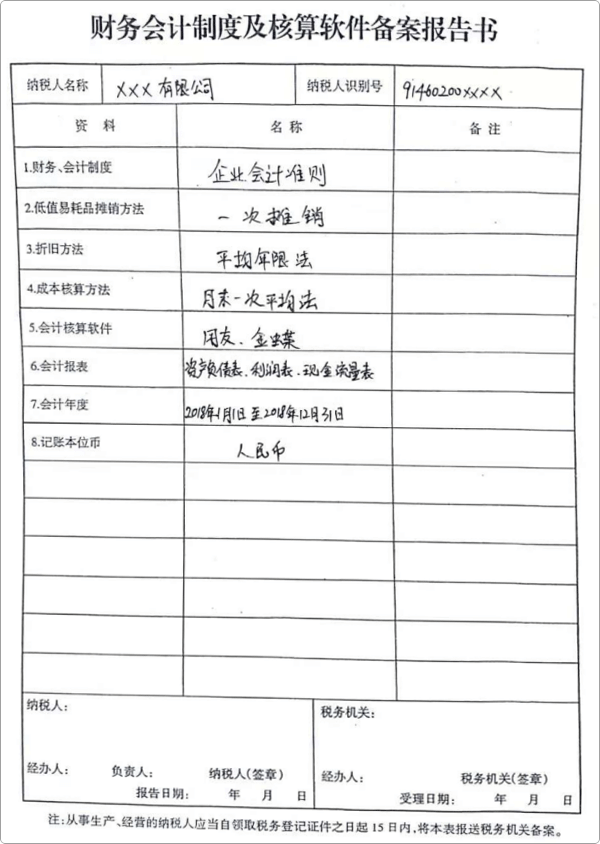 财务会计制度及核算软件备案报告书
纳税人名称 XXX有限公司 纳税人识别号 91460200XXXX
资 料 名 称 备 注
1.财务、会计制度 企业会计准则
2.低值易耗品摊销方法 一次摊销
3.折旧方法 平均年限法
4.成本核算方法 月末一次平均法
5.会计核算软件 用友、金蝶
6.会计报表 资产负债表、利润表、现金流量表
7.会计年度 2018年1月1日至2018年12月31日
8.记账本位币 人民币
纳税人： 税务机关：
经办人： 负责人： 纳税人(签章) 经办人： 税务机关(签章)
报告日期： 年 月 日 受理日期： 年 月 日
注:从事生产、经营的纳税人应当自领取税务登记证件之日起15日内,将本表报送税务机关备案。